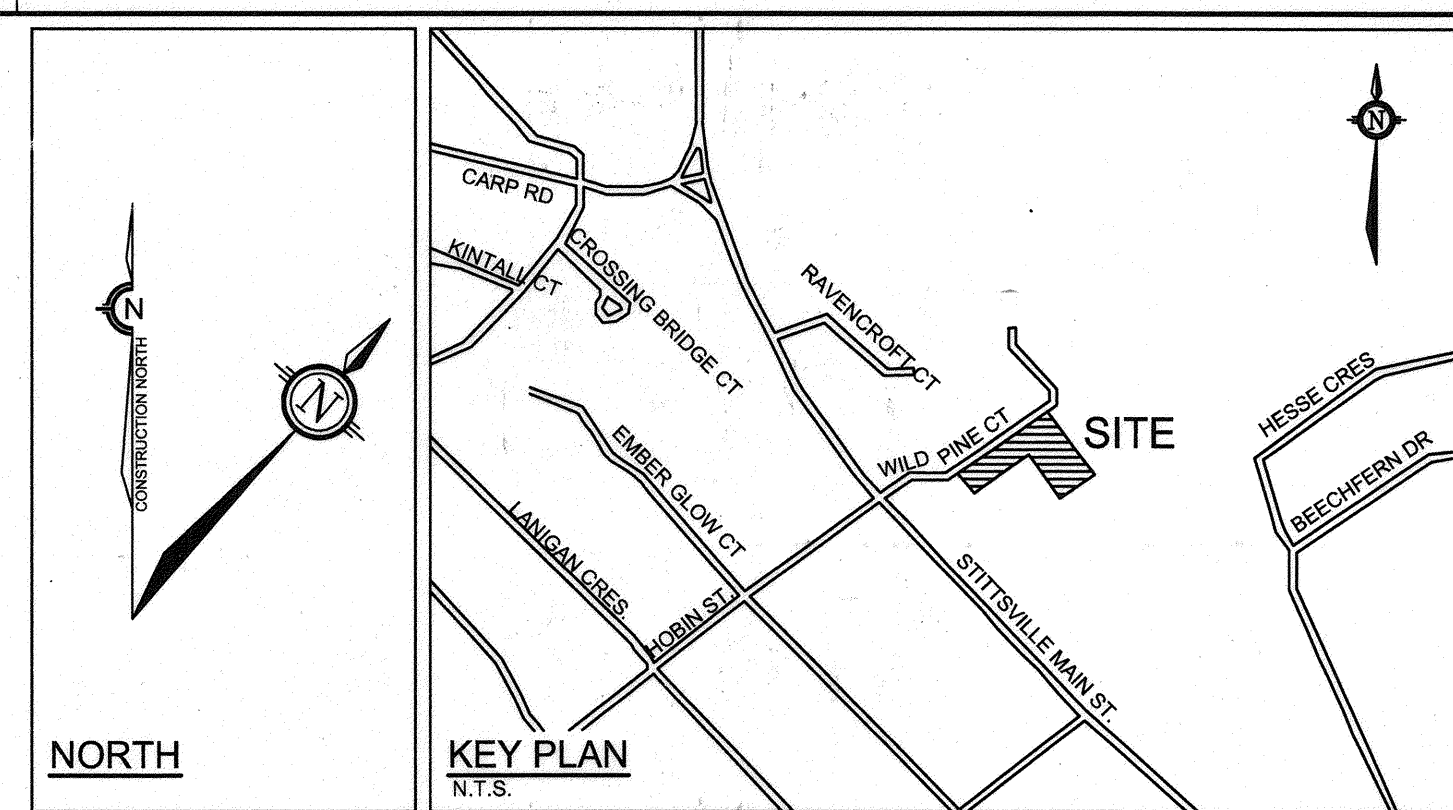 N
CONSTRUCTION NORTH
N
NORTH
N
CARP RD
KINTALL CT
CROSSING BRIDGE CT
RAVENCROFT CT
WILD PINE CT
SITE
HESSE CRES
BEECHFERN DR
EMBER GLOW CT
LANIGAN CRES.
HOBIN ST.
STITTSVILLE MAIN ST.
KEY PLAN
N.T.S.